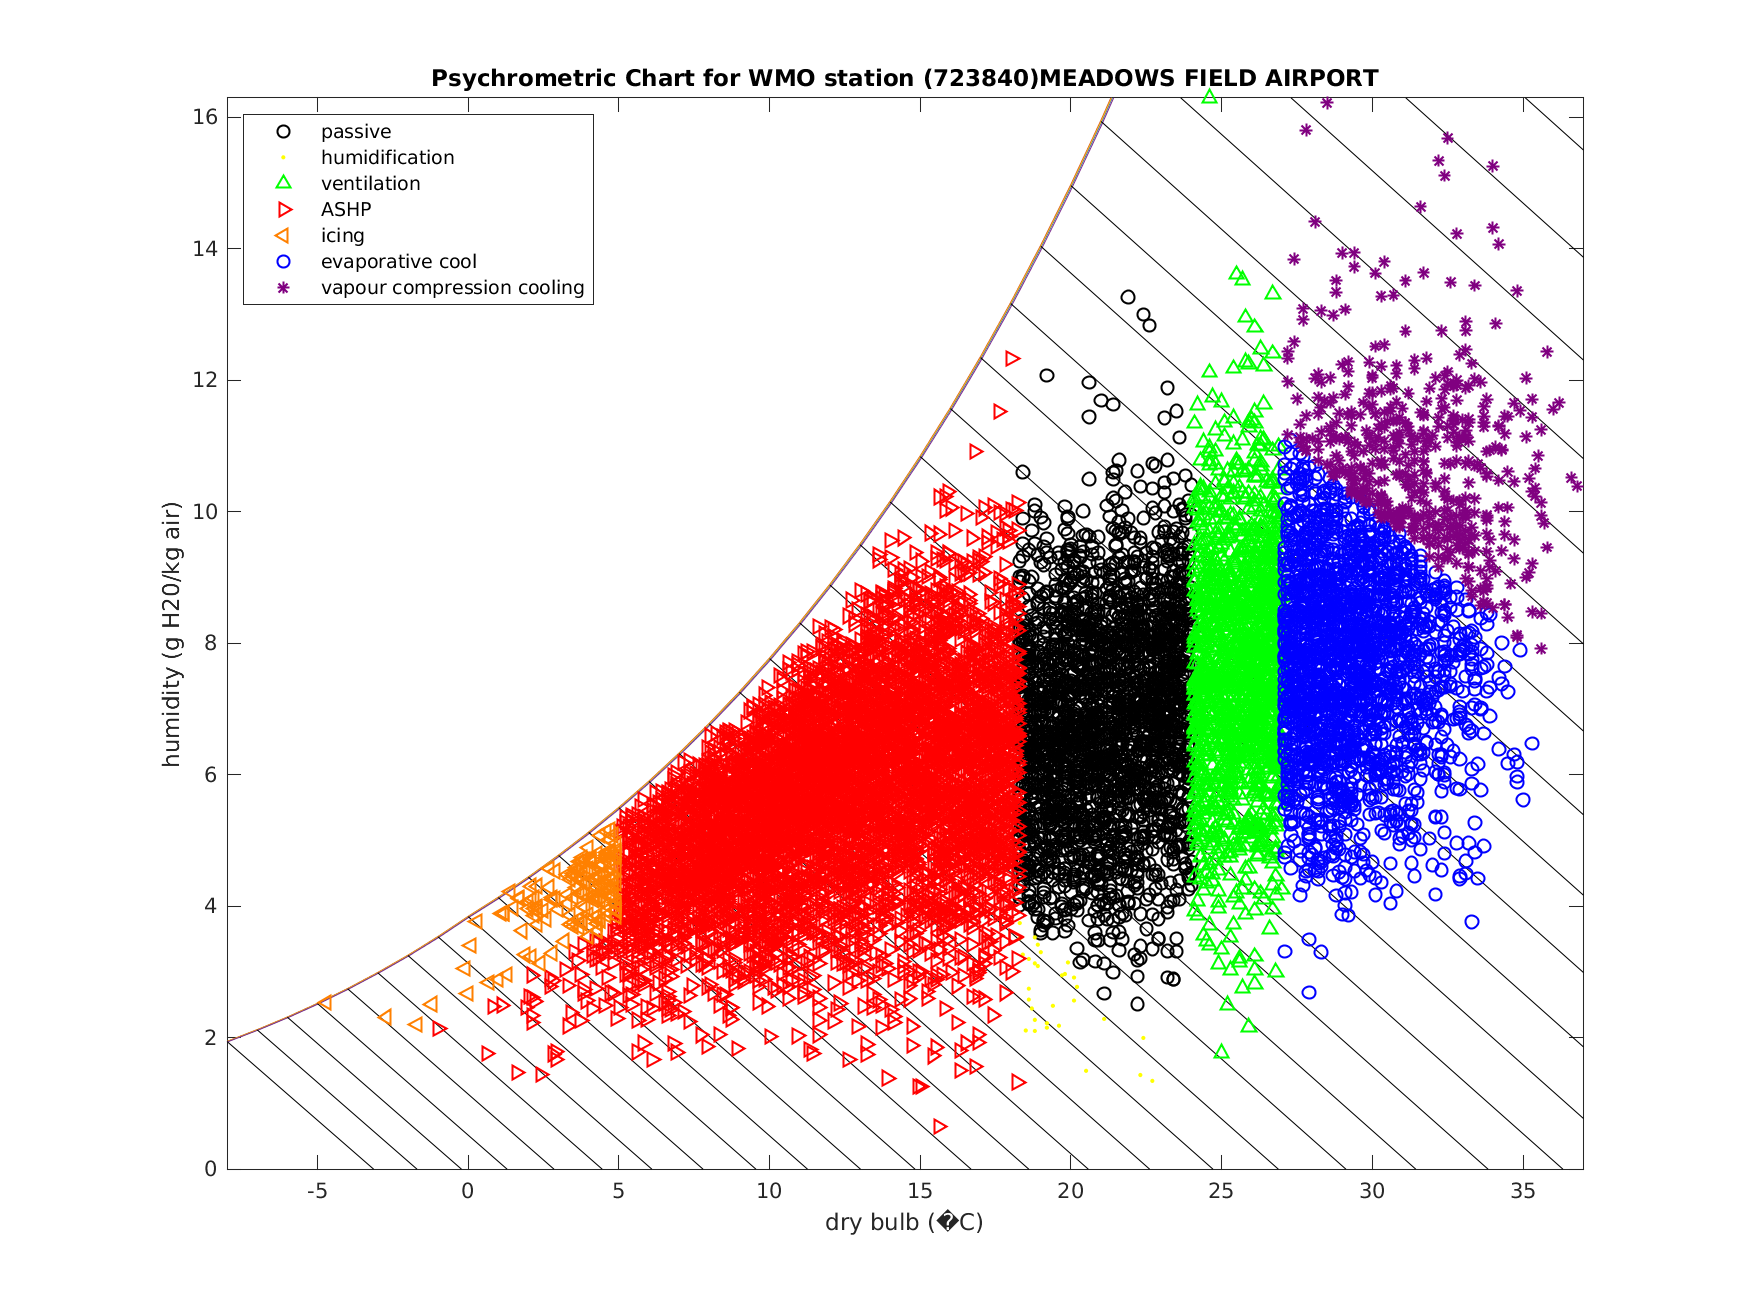 Psychrometric Chart for WMO station (723840)MEADOWS FIELD AIRPORT
passive
humidification
ventilation
ASHP
icing
evaporative cool
vapour compression cooling
humidity (g H20/kg air)
16
14
12
10
8
6
4
2
0
-5 0 5 10 15 20 25 30 35
dry bulb (�C)